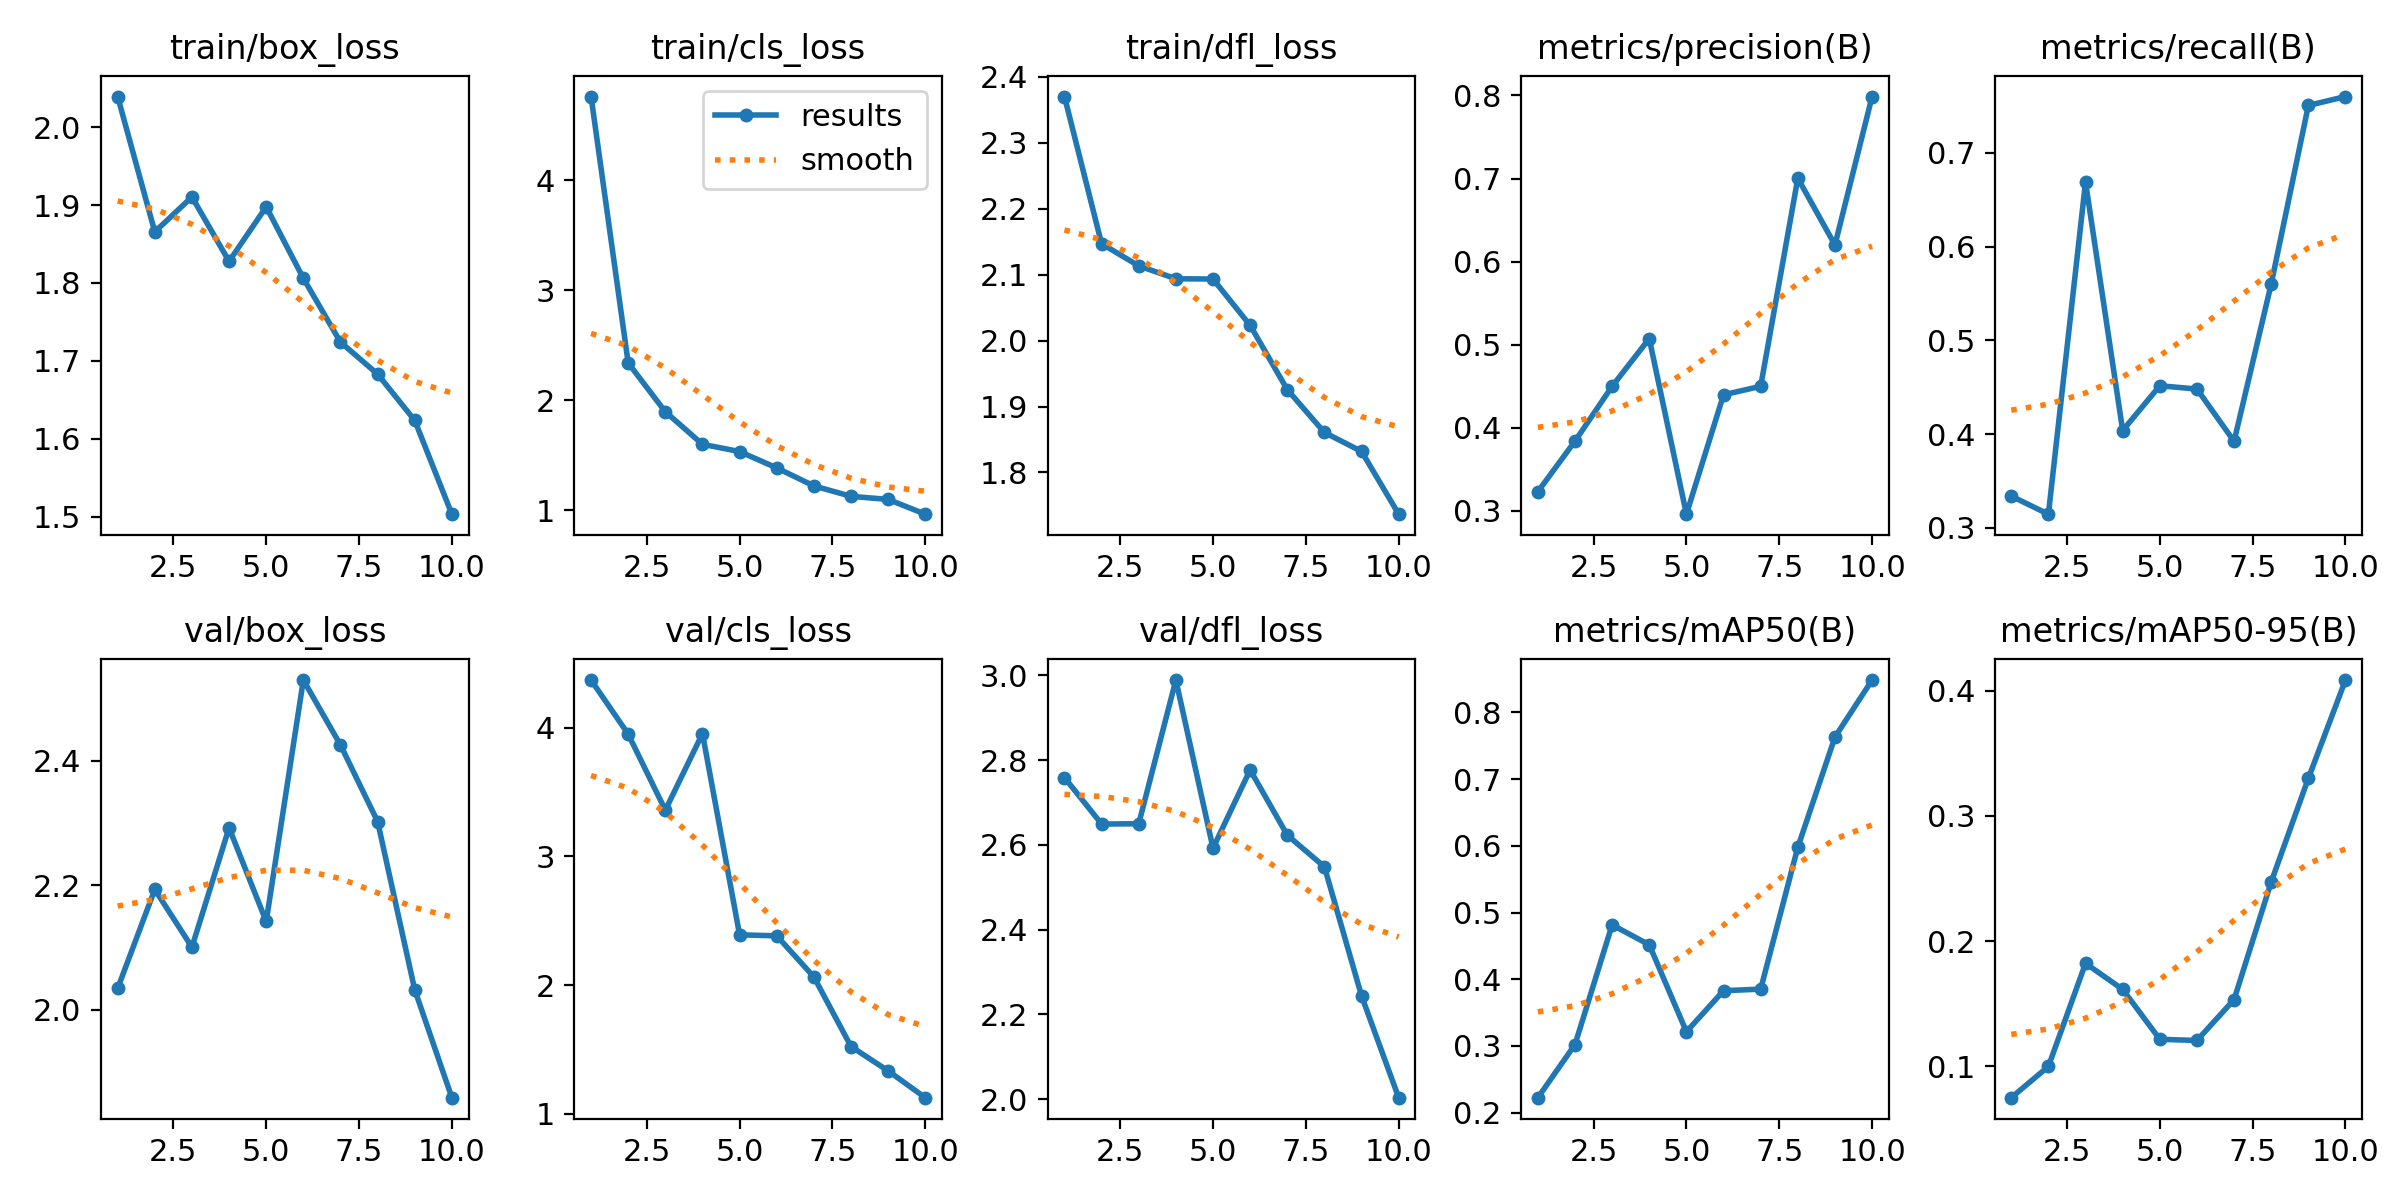 train/box_loss
2.0
1.9
1.8
1.7
1.6
1.5
2.5 5.0 7.5 10.0
train/cls_loss
results
smooth
4
3
2
1
2.5 5.0 7.5 10.0
train/dfl_loss
2.4
2.3
2.2
2.1
2.0
1.9
1.8
2.5 5.0 7.5 10.0
metrics/precision(B)
0.8
0.7
0.6
0.5
0.4
0.3
2.5 5.0 7.5 10.0
metrics/recall(B)
0.7
0.6
0.5
0.4
0.3
2.5 5.0 7.5 10.0
val/box_loss
2.4
2.2
2.0
2.5 5.0 7.5 10.0
val/cls_loss
4
3
2
1
2.5 5.0 7.5 10.0
val/dfl_loss
3.0
2.8
2.6
2.4
2.2
2.0
2.5 5.0 7.5 10.0
metrics/mAP50(B)
0.8
0.7
0.6
0.5
0.4
0.3
0.2
2.5 5.0 7.5 10.0
metrics/mAP50-95(B)
0.4
0.3
0.2
0.1
2.5 5.0 7.5 10.0